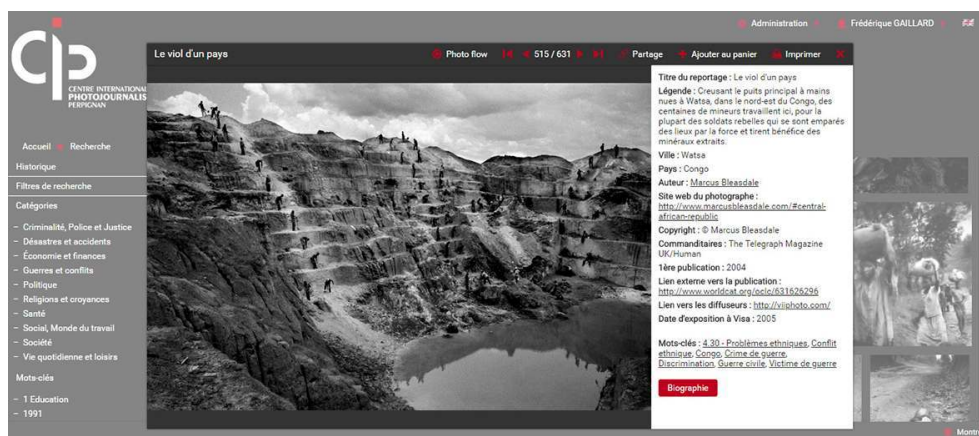 Administration
Frédérique GAILLARD
CENTRE INTERNATIONAL
PHOTOJOURNALIS
PERPIGNAN
Accueil
Recherche
Historique
Filtres de recherche
Catégories
- Criminalité, Police et Justice
- Désastres et accidents
- Économie et finances
- Guerres et conflits
- Politique
- Religions et croyances
- Santé
- Social, Monde du travail
- Société
- Vie quotidienne et loisirs
Mots-clés
- 1 Education
- 1991
Le viol d'un pays
Photo flow
515 / 631
Partage
Ajouter au panier
Imprimer
Titre du reportage : Le viol d'un pays
Légende : Creusant le puits principal à mains
nues à Watsa, dans le nord-est du Congo, des
centaines de mineurs travaillent ici, pour la
plupart des soldats rebelles qui se sont emparés
des lieux par la force et tirent bénéfice des
minéraux extraits.
Ville : Watsa
Pays : Congo
Auteur : Marcus Bleasdale
Site web du photographe :
http://www.marcusbleasdale.com/#central-
african-republic
Copyright : © Marcus Bleasdale
Commanditaires : The Telegraph Magazine
UK/Human
1ère publication : 2004
Lien externe vers la publication :
http://www.worldcat.org/oclc/631626296
Lien vers les diffuseurs : http://viiphoto.com/
Date d'exposition à Visa : 2005
Mots-clés : 4.30 - Problèmes ethniques, Conflit
ethnique, Congo, Crime de guerre,
Discrimination, Guerre civile, Victime de guerre
Biographie